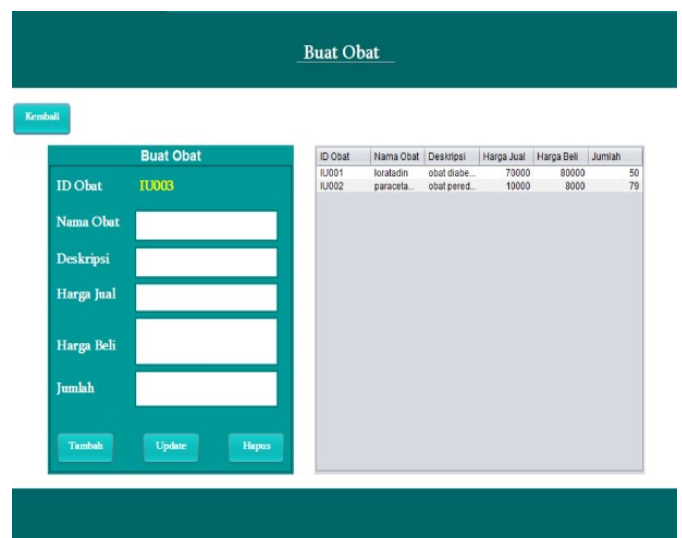 Buat Obat
Kembali
Buat Obat
ID Obat IU003
Nama Obat
Deskripsi
Harga Jual
Harga Beli
Jumlah
Tambah Update Hapus
ID Obat Nama Obat Deskripsi Harga Jual Harga Beli Jumlah
IU001 loratadin obat diabe... 70000 80000 50
IU002 paraceta... obat pered... 10000 8000 79